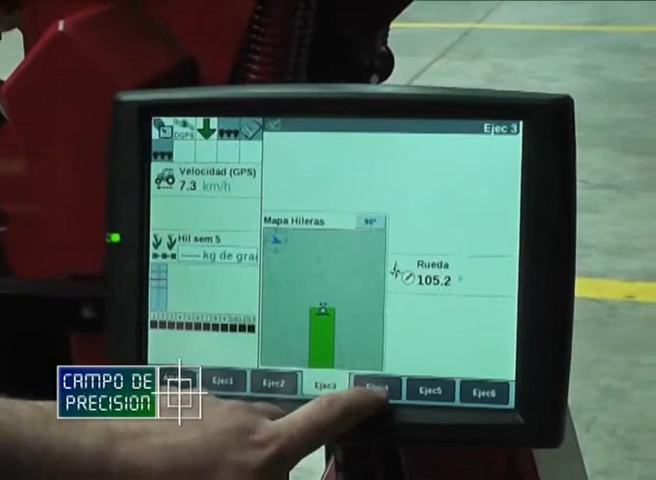 Ejec 3
DGPS
Velocidad (GPS)
7.3 km/h
Mapa Hileras
90°
Hil sem 5
---- kg de gra
Rueda
105.2 °
Ejec1
Ejec2
Ejec3
Ejec5
Ejec6
CAMPO DE
PRECISIÓN